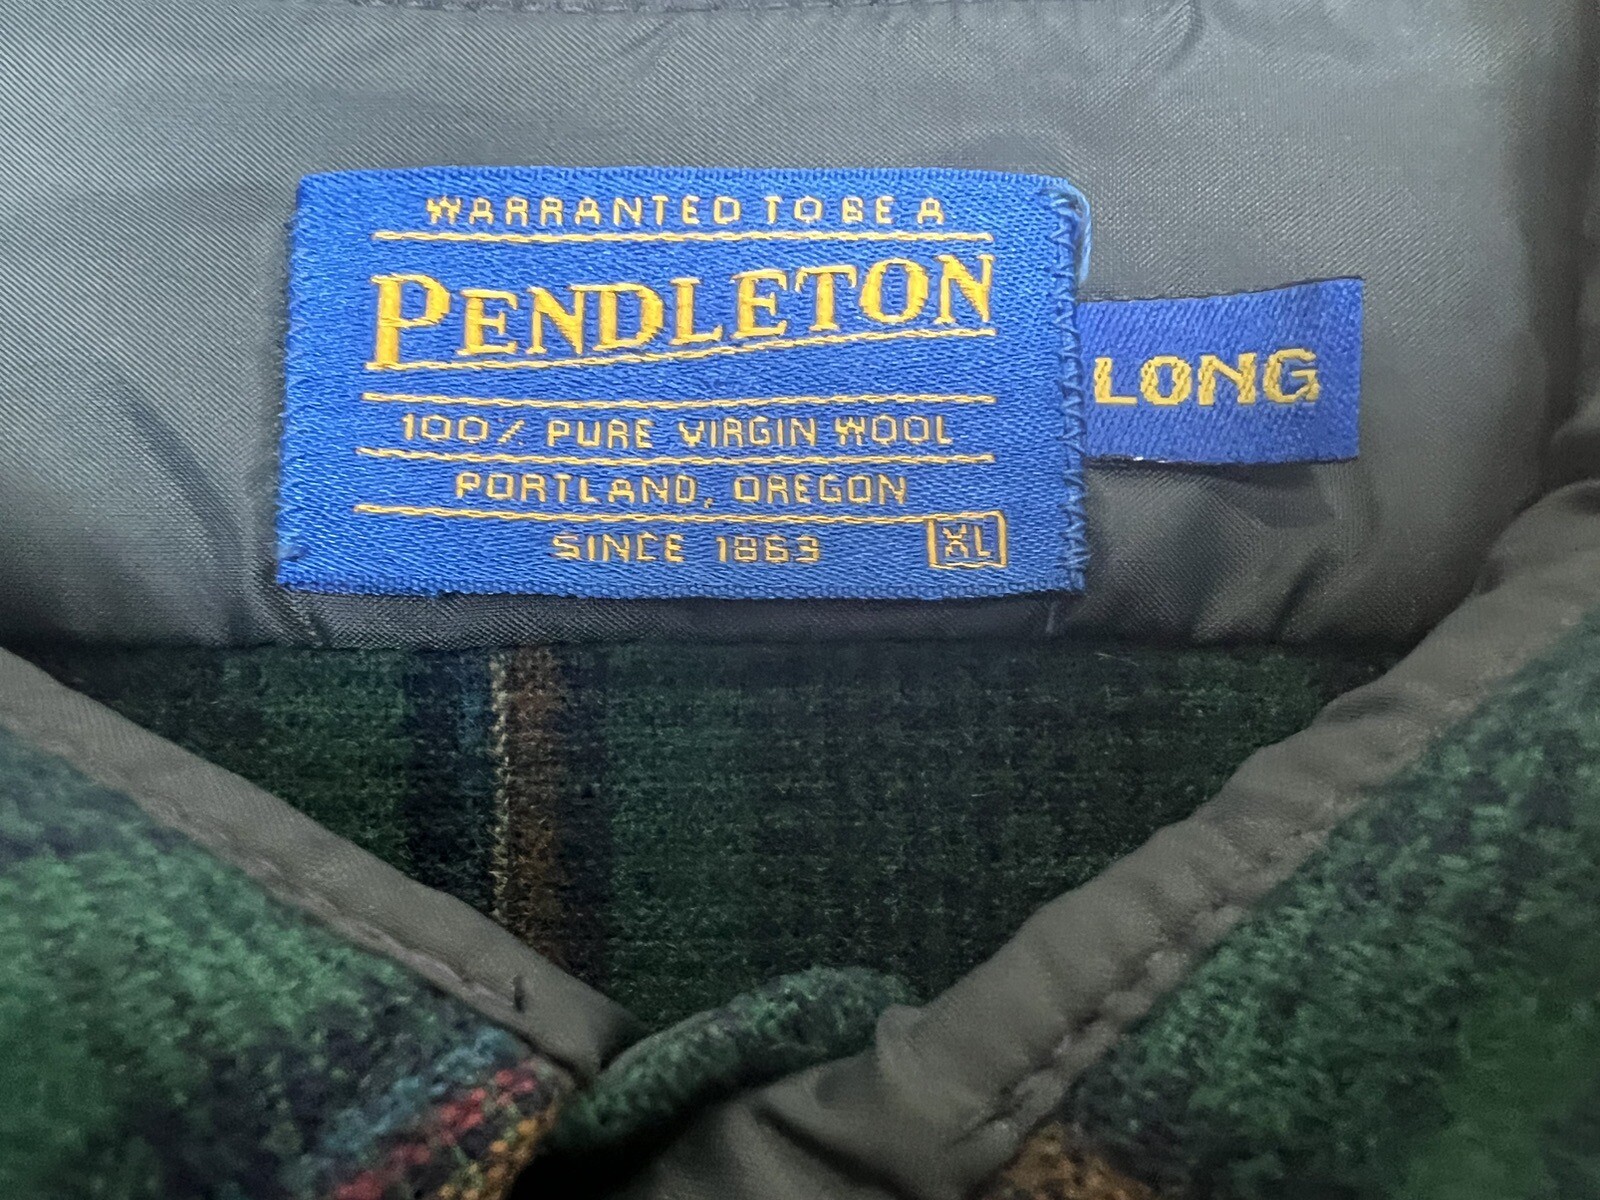 WARRANTED TO BE A
PENDLETON
LONG
100% PURE VIRGIN WOOL
PORTLAND, OREGON
SINCE 1863 XL